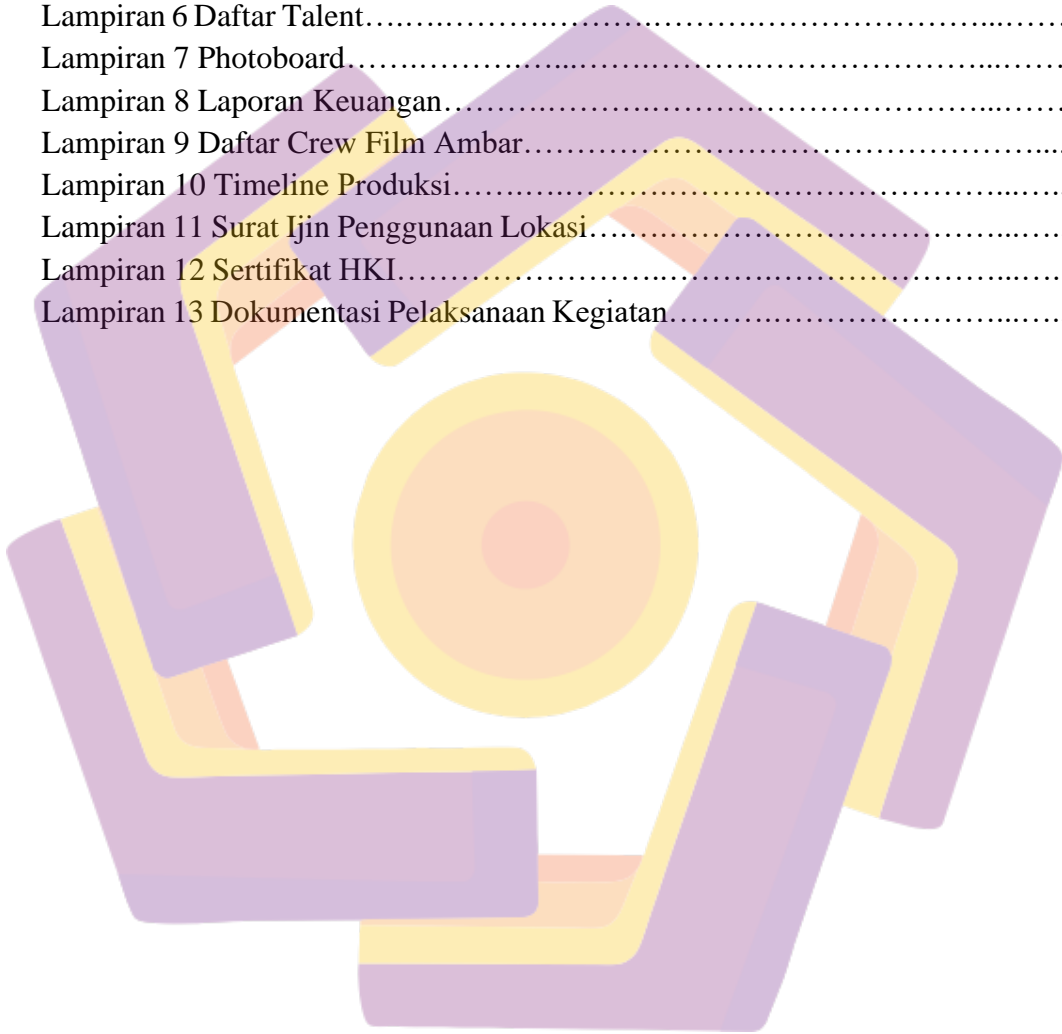 Lampiran 6 Daftar Talent……………………………………………………...……
Lampiran 7 Photoboard……………...……………………………………...……
Lampiran 8 Laporan Keuangan……………………………………………...……
Lampiran 9 Daftar Crew Film Ambar………………………………………...…
Lampiran 10 Timeline Produksi……………………………………………...……
Lampiran 11 Surat Ijin Penggunaan Lokasi…………………………………...……
Lampiran 12 Sertifikat HKI…………………………………………………...……
Lampiran 13 Dokumentasi Pelaksanaan Kegiatan……………………………...……